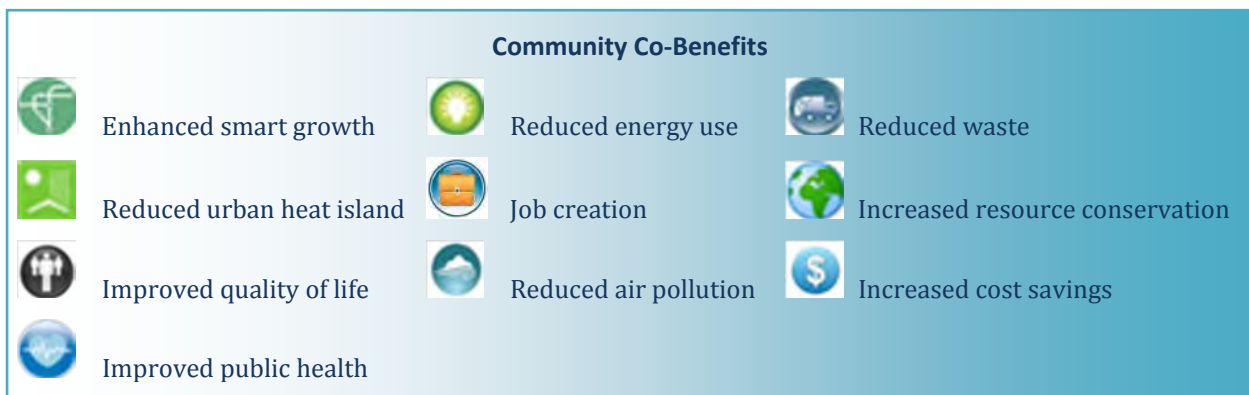 Community Co-Benefits
Enhanced smart growth
Reduced energy use
Reduced waste
Reduced urban heat island
Job creation
Increased resource conservation
Improved quality of life
Reduced air pollution
$
Increased cost savings
Improved public health